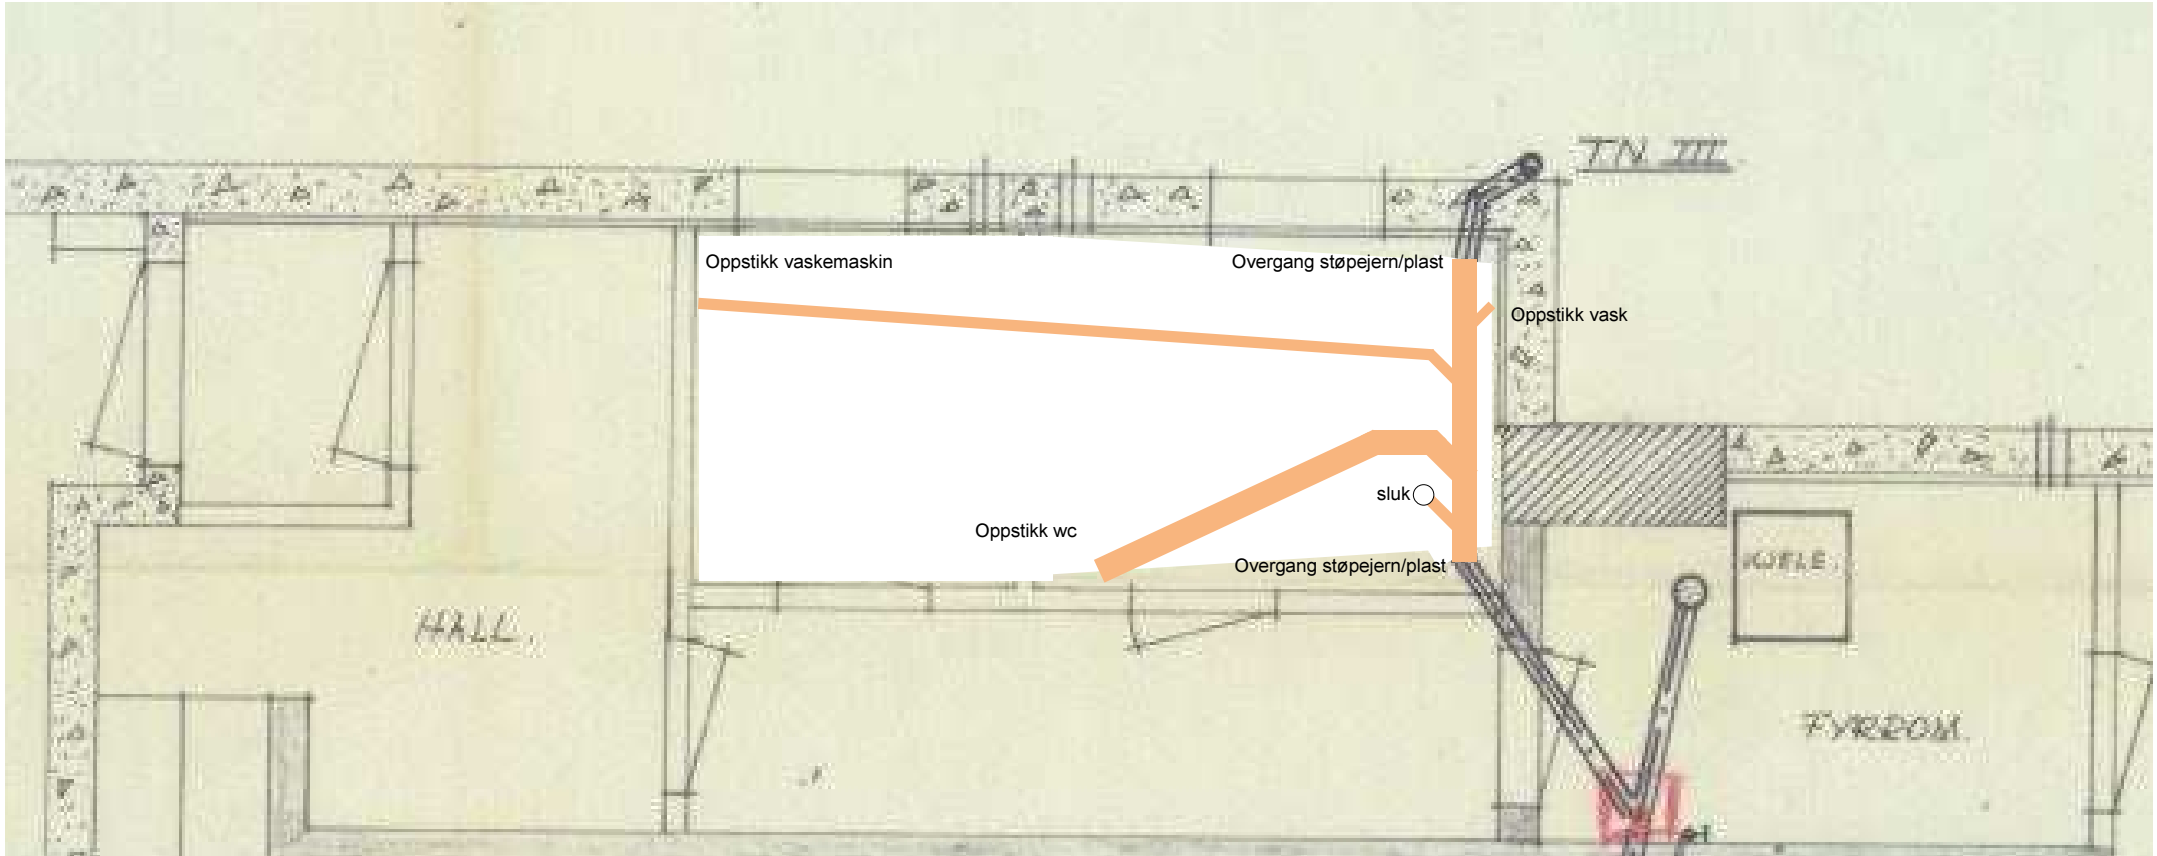 TN. III.
Oppstikk vaskemaskin
Overgang støpejern/plast
Oppstikk vask
sluk
Oppstikk wc
Overgang støpejern/plast
KJELE.
HALL.
FYRROM.